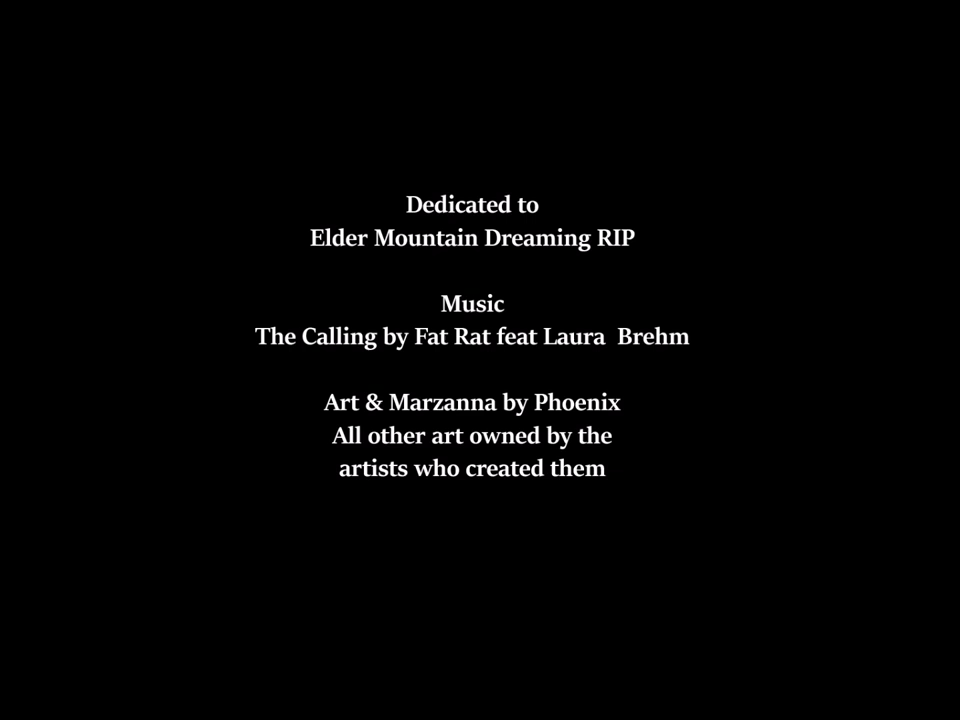 Dedicated to
Elder Mountain Dreaming RIP
Music
The Calling by Fat Rat feat Laura  Brehm
Art & Marzanna by Phoenix
All other art owned by the
artists who created them